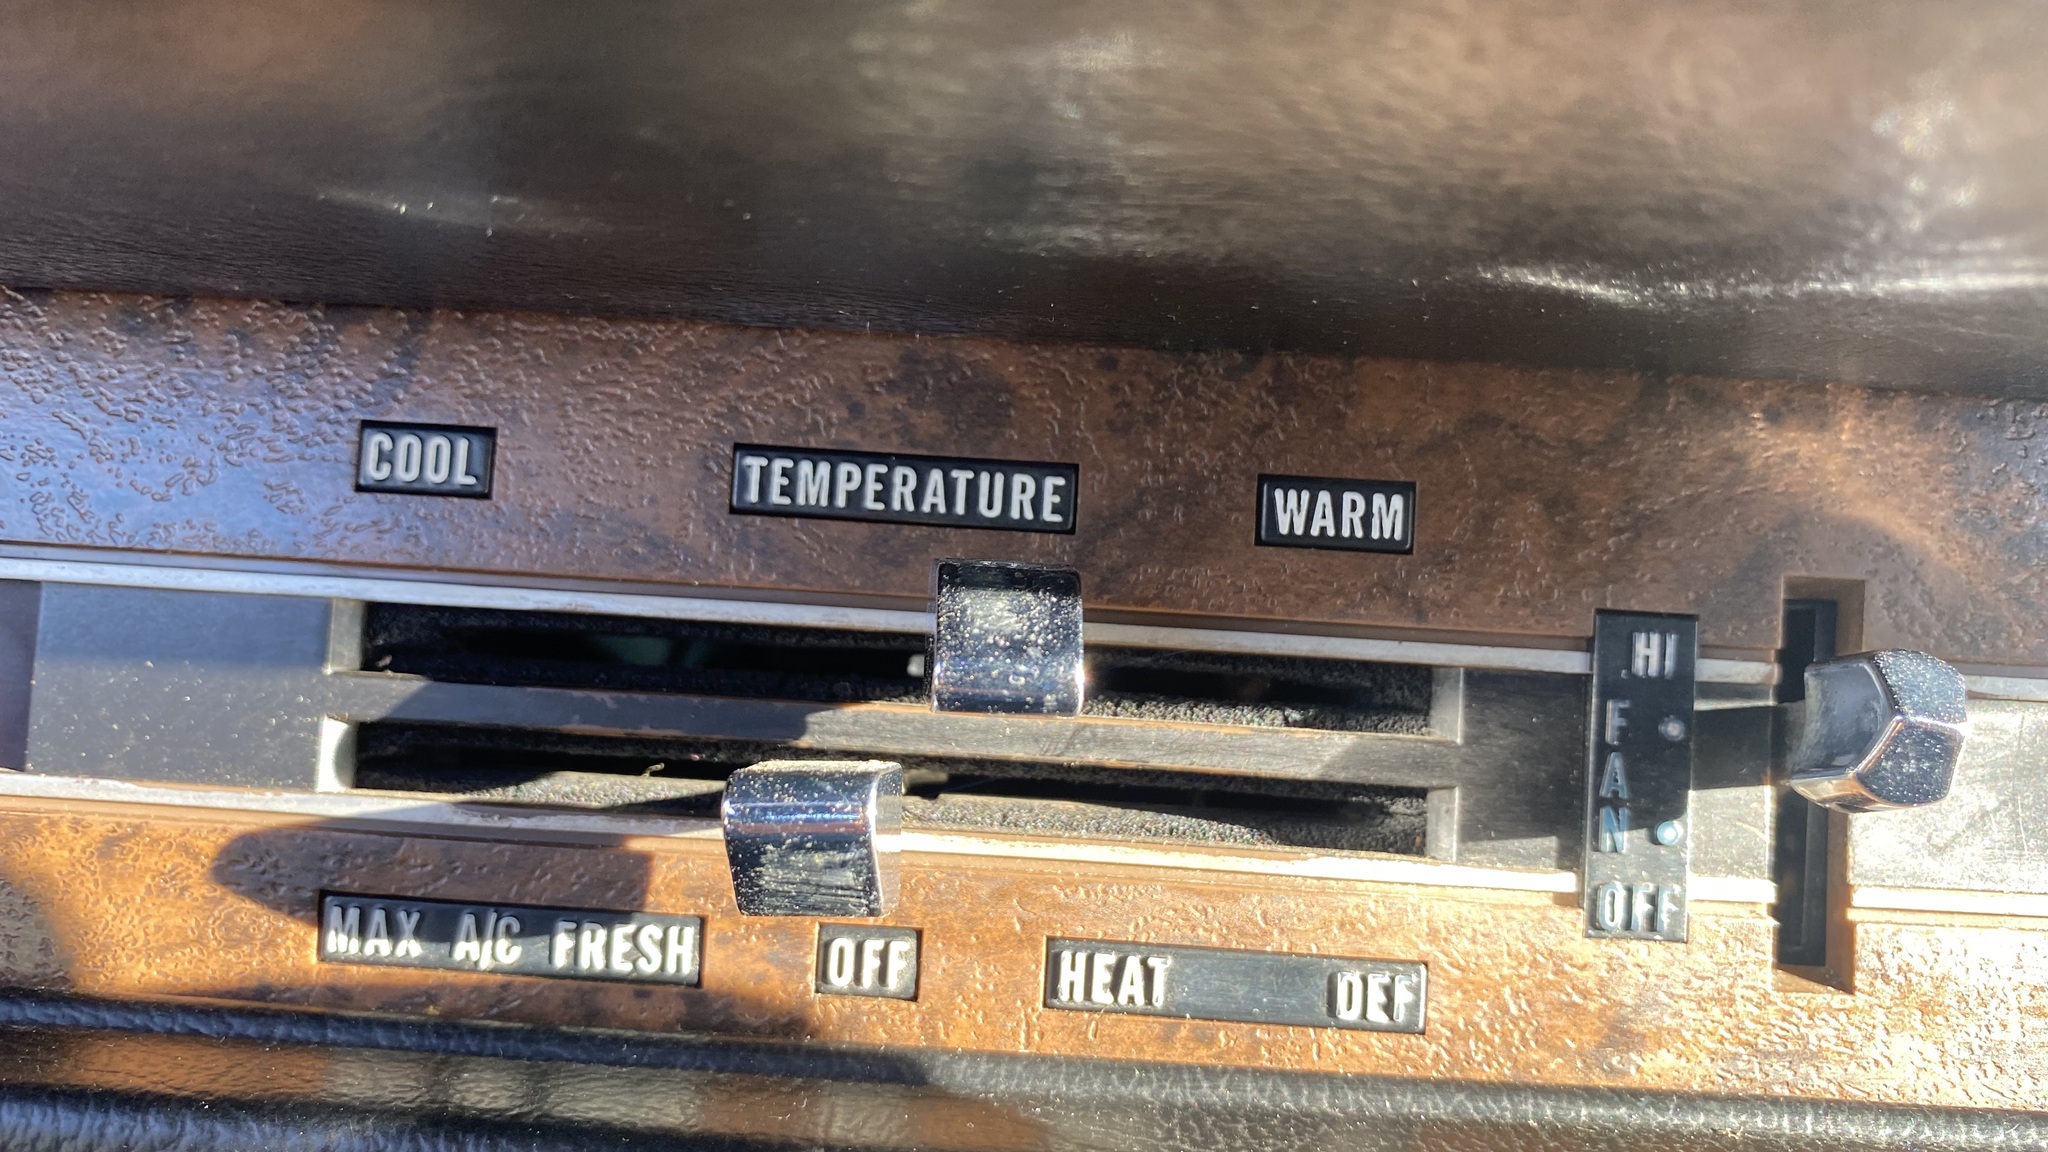 COOL TEMPERATURE WARM
HI
FAN
OFF
MAX A/C FRESH OFF HEAT DEF